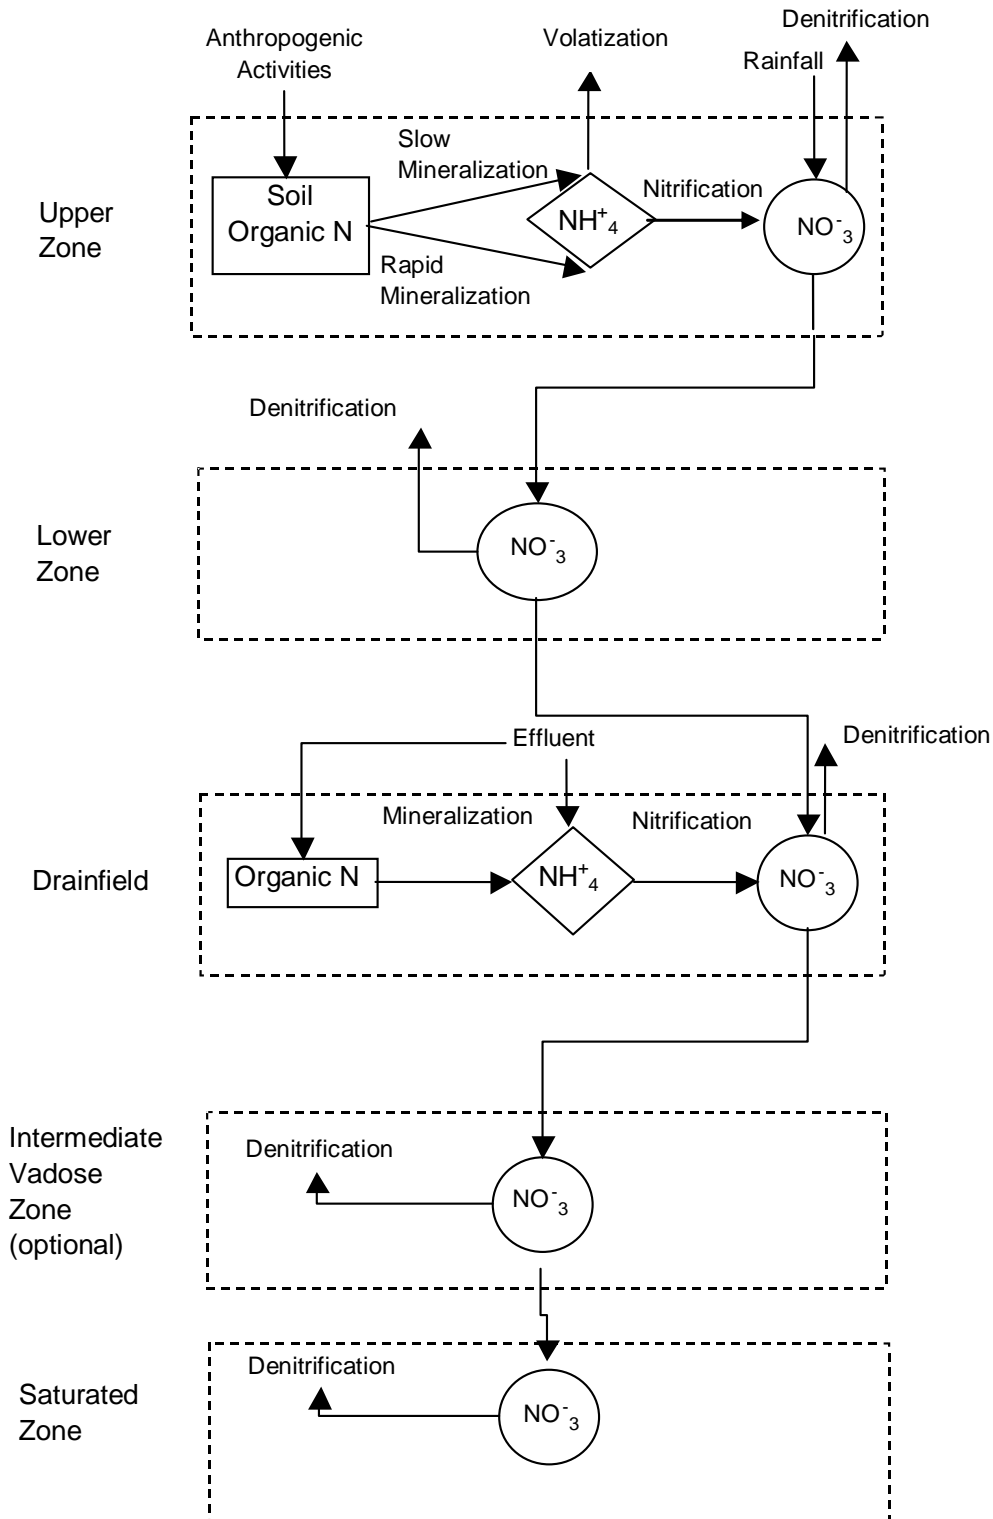 Anthropogenic
Activities
Volatization
Denitrification
Rainfall
Upper
Zone
Slow
Mineralization
Soil
Organic N
NH⁺₄
Nitrification
NO⁻₃
Rapid
Mineralization
Denitrification
Lower
Zone
NO⁻₃
Effluent
Denitrification
Mineralization
Nitrification
Drainfield
Organic N
NH⁺₄
NO⁻₃
Intermediate
Vadose
Zone
(optional)
Denitrification
NO⁻₃
Saturated
Zone
Denitrification
NO⁻₃